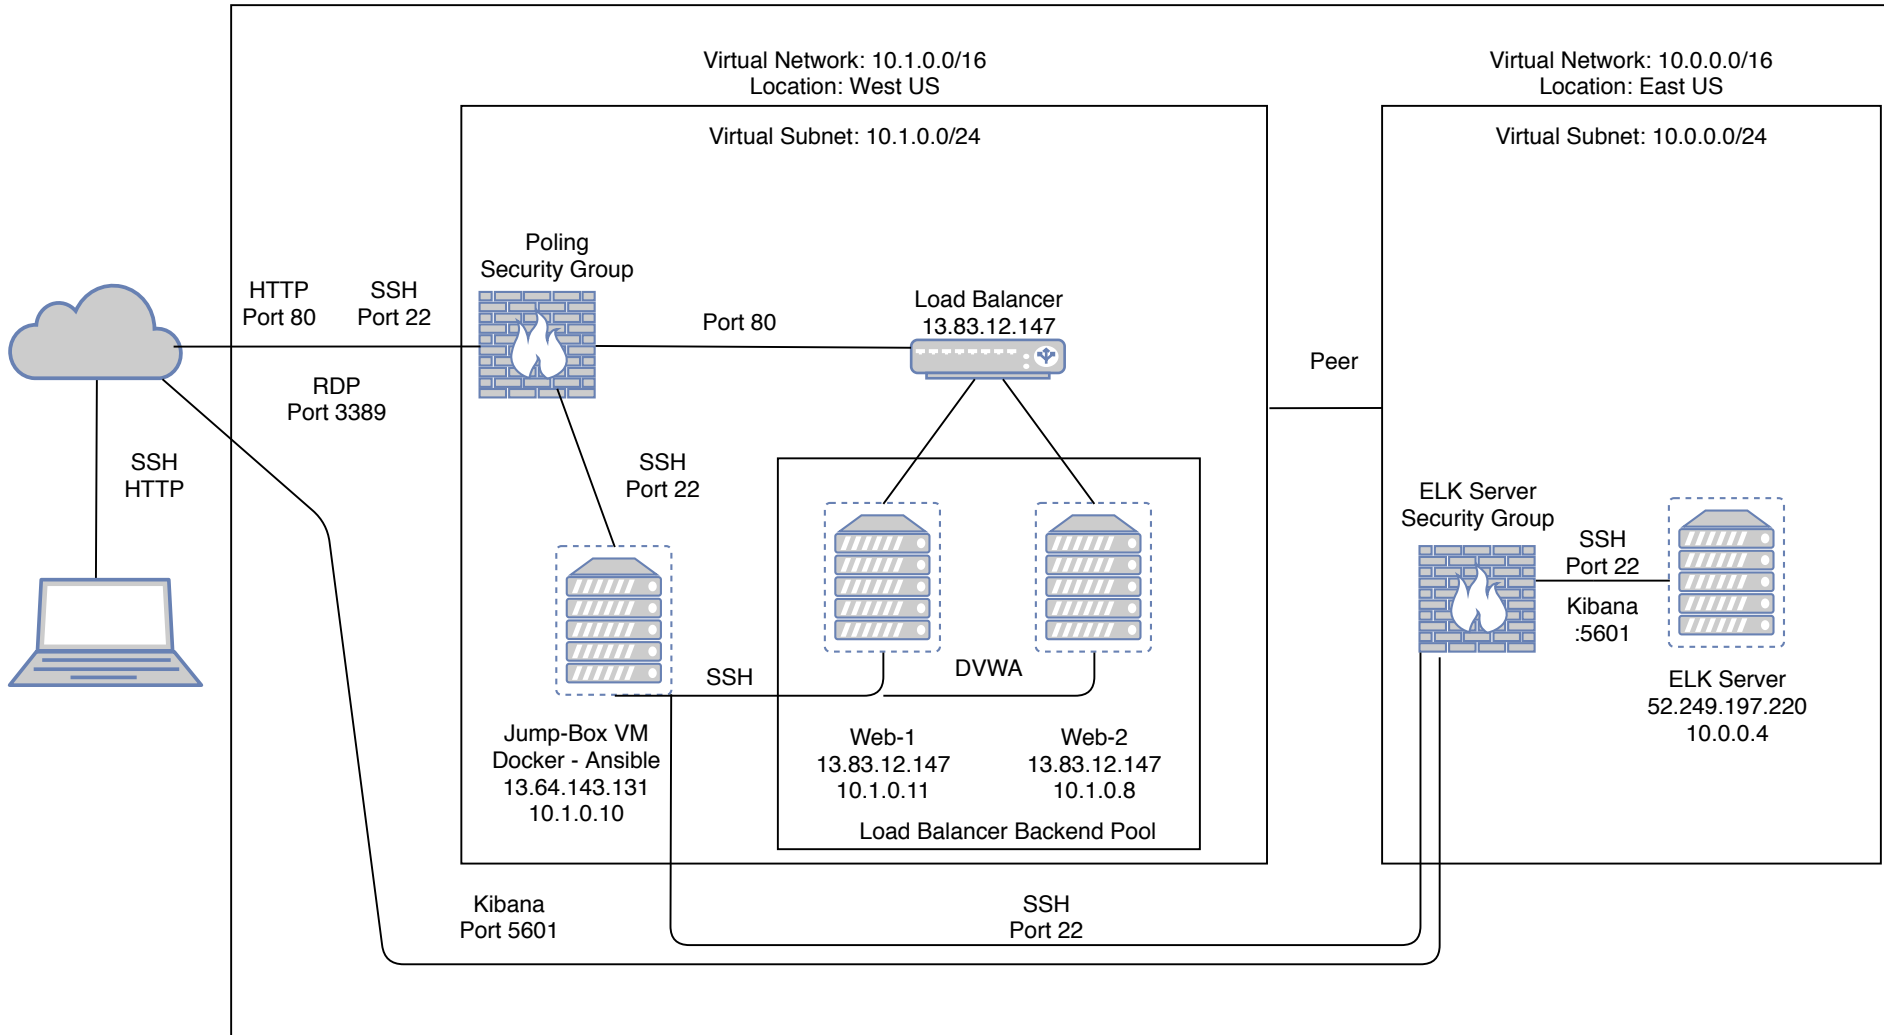 Virtual Network: 10.1.0.0/16
Location: West US
Virtual Network: 10.0.0.0/16
Location: East US
Virtual Subnet: 10.1.0.0/24
Virtual Subnet: 10.0.0.0/24
Poling
Security Group
HTTP
Port 80
SSH
Port 22
Port 80
Load Balancer
13.83.12.147
Peer
RDP
Port 3389
SSH
HTTP
SSH
Port 22
ELK Server
Security Group
SSH
Port 22
Kibana
:5601
SSH
DVWA
ELK Server
52.249.197.220
10.0.0.4
Jump-Box VM
Docker - Ansible
13.64.143.131
10.1.0.10
Web-1
13.83.12.147
10.1.0.11
Web-2
13.83.12.147
10.1.0.8
Load Balancer Backend Pool
Kibana
Port 5601
SSH
Port 22